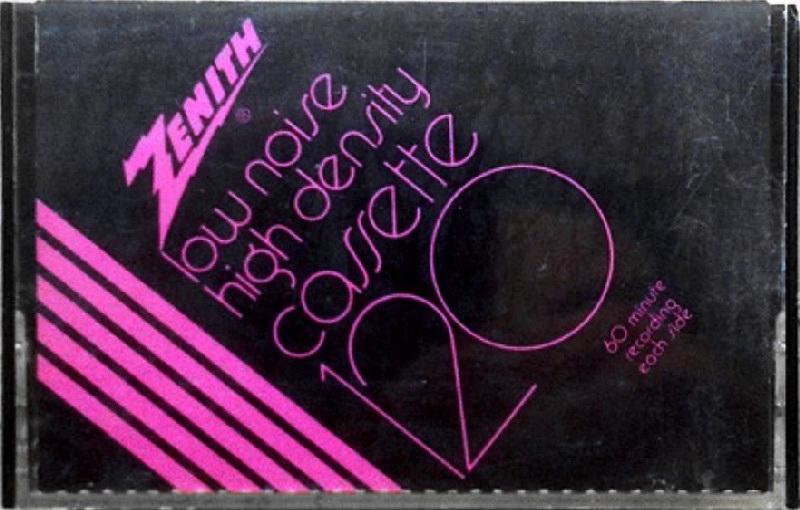 ZENITH®
low noise
high density
cassette
120
60 minute
recording
each side